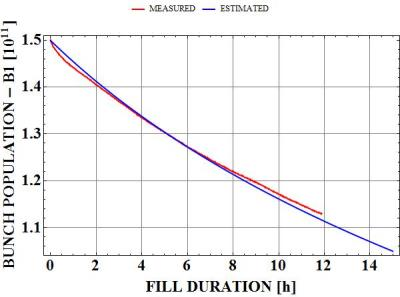 MEASURED ESTIMATED
BUNCH POPULATION – B1 [10¹¹]
1.5
1.4
1.3
1.2
1.1
0 2 4 6 8 10 12 14
FILL DURATION [h]